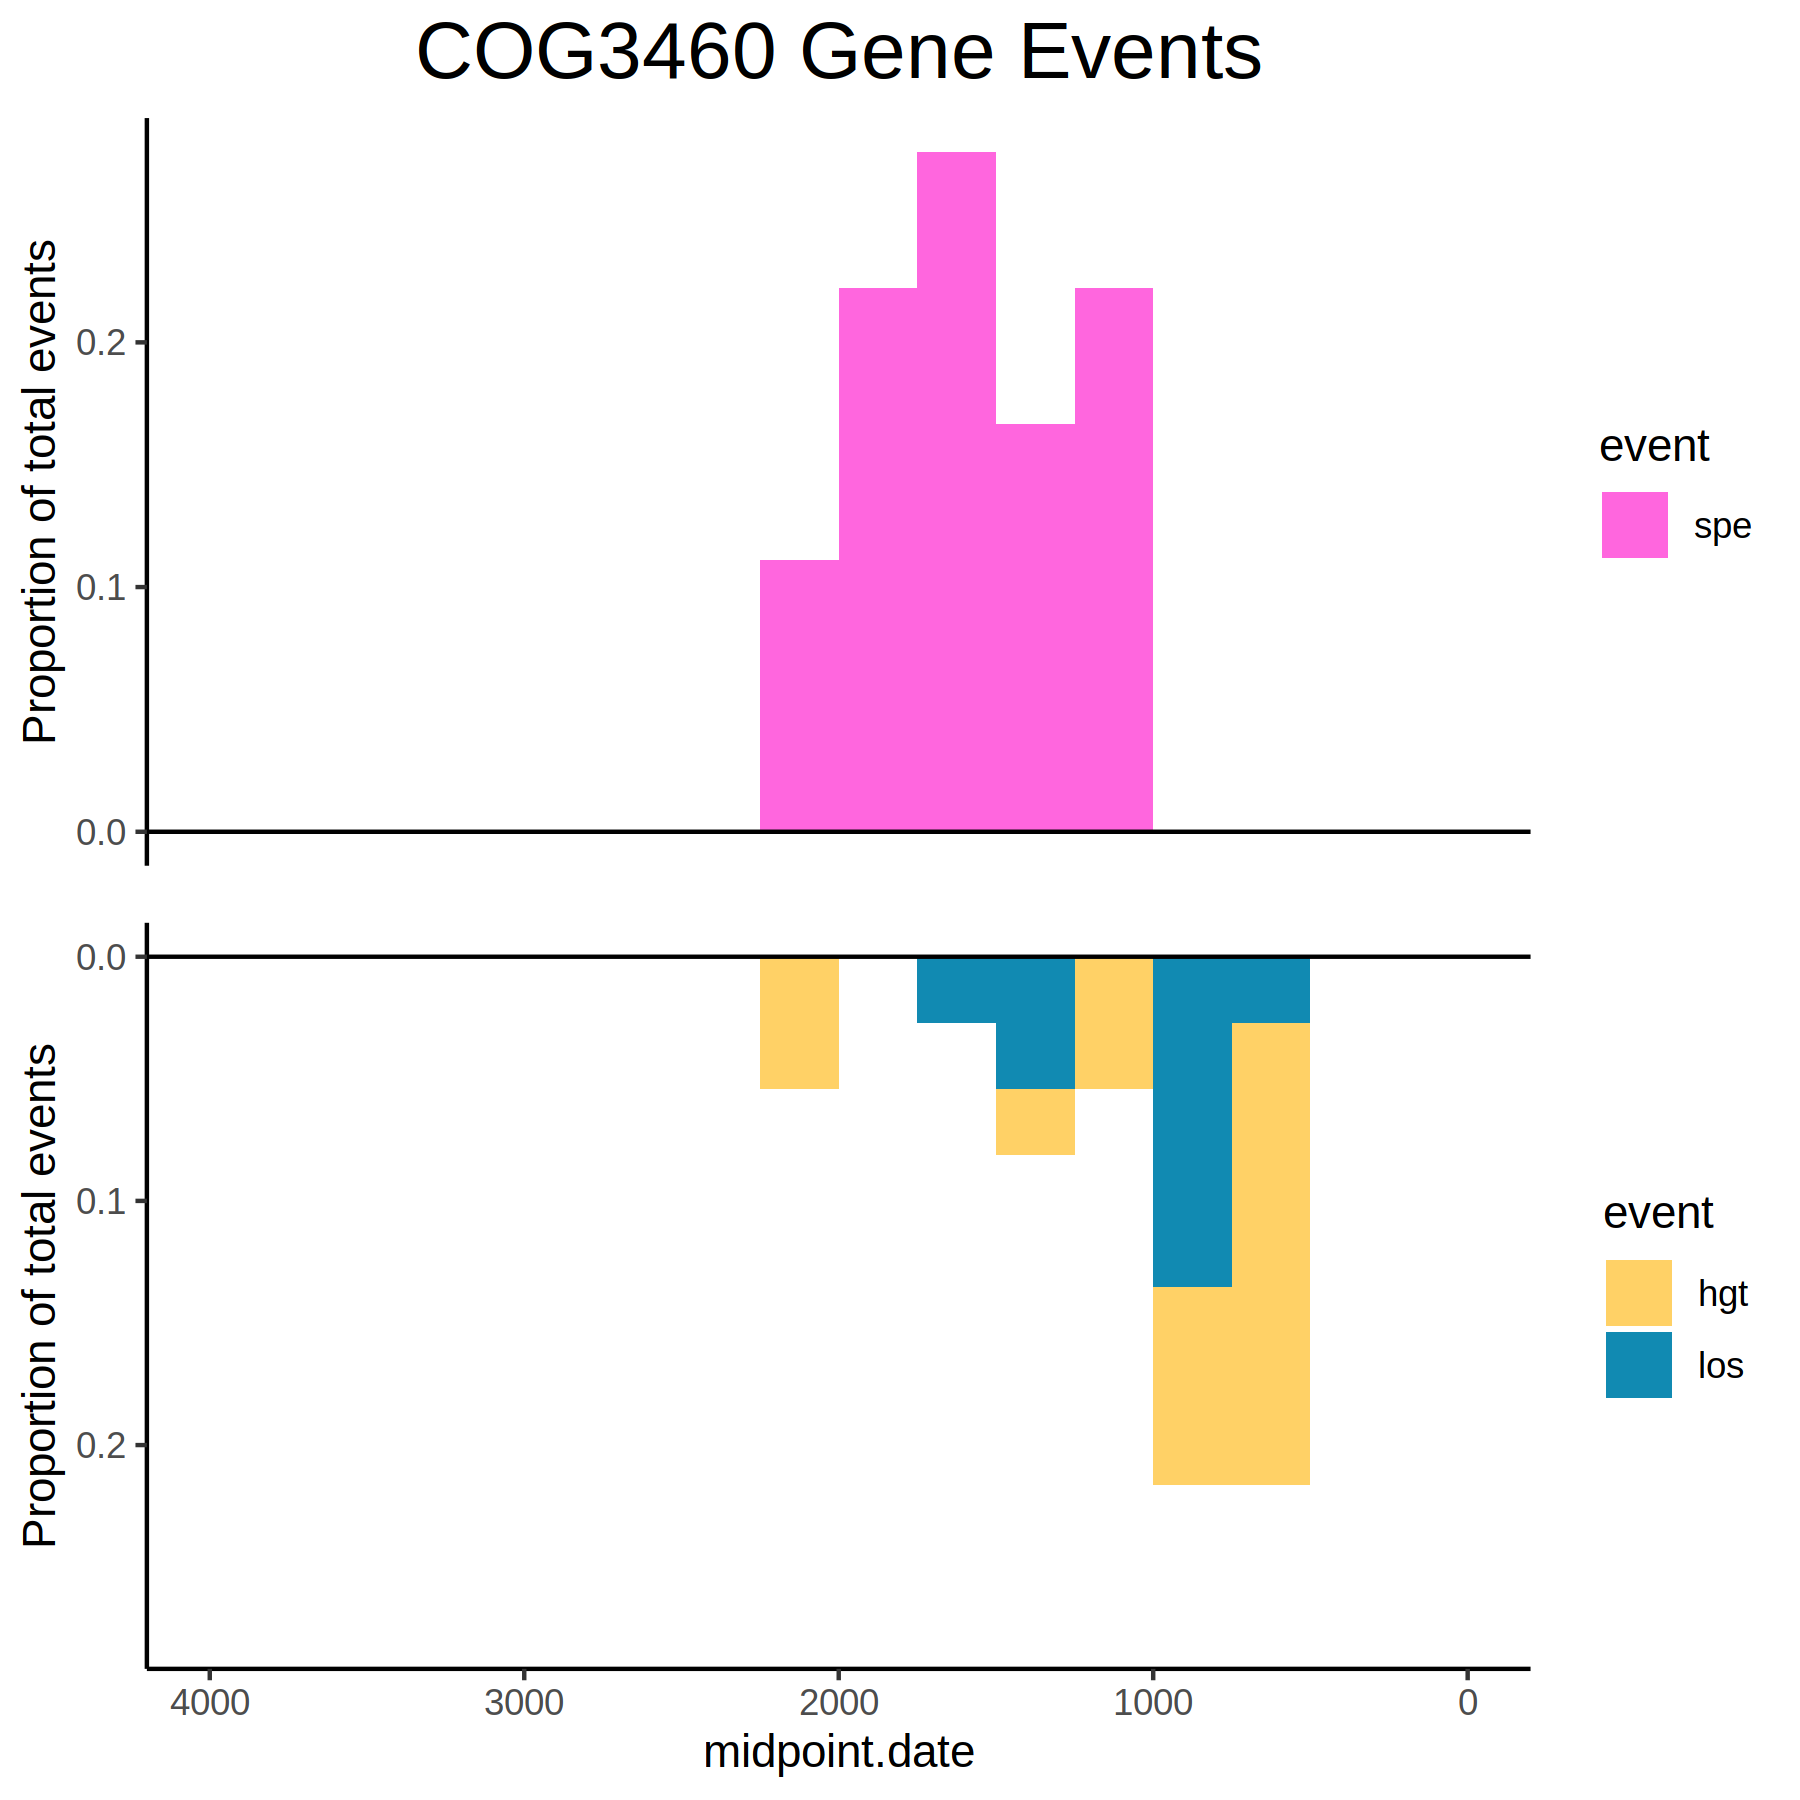 COG3460 Gene Events
Proportion of total events
0.2
0.1
0.0
event
spe
Proportion of total events
0.0
0.1
0.2
event
hgt
los
4000 3000 2000 1000 0
midpoint.date